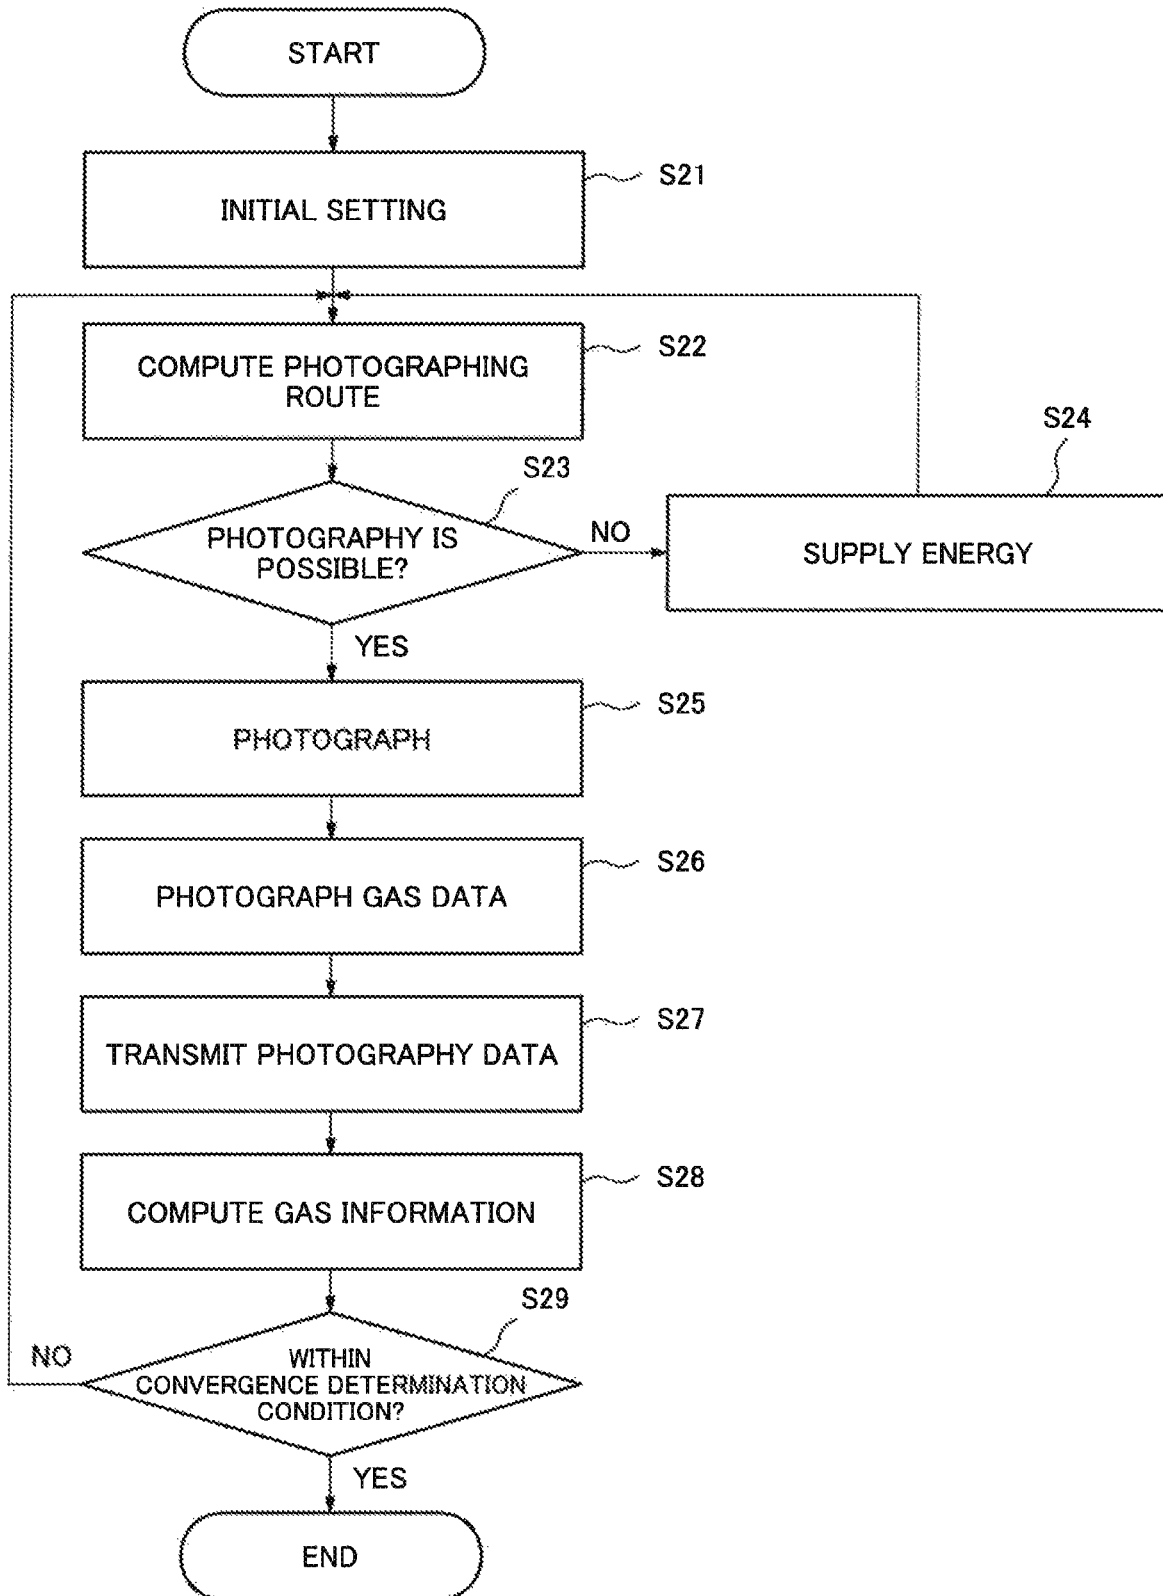 START
S21
INITIAL SETTING
S22
COMPUTE PHOTOGRAPHING
ROUTE
S23
S24
PHOTOGRAPHY IS
POSSIBLE?
NO
SUPPLY ENERGY
YES
S25
PHOTOGRAPH
S26
PHOTOGRAPH GAS DATA
S27
TRANSMIT PHOTOGRAPHY DATA
S28
COMPUTE GAS INFORMATION
S29
NO
WITHIN
CONVERGENCE DETERMINATION
CONDITION?
YES
END